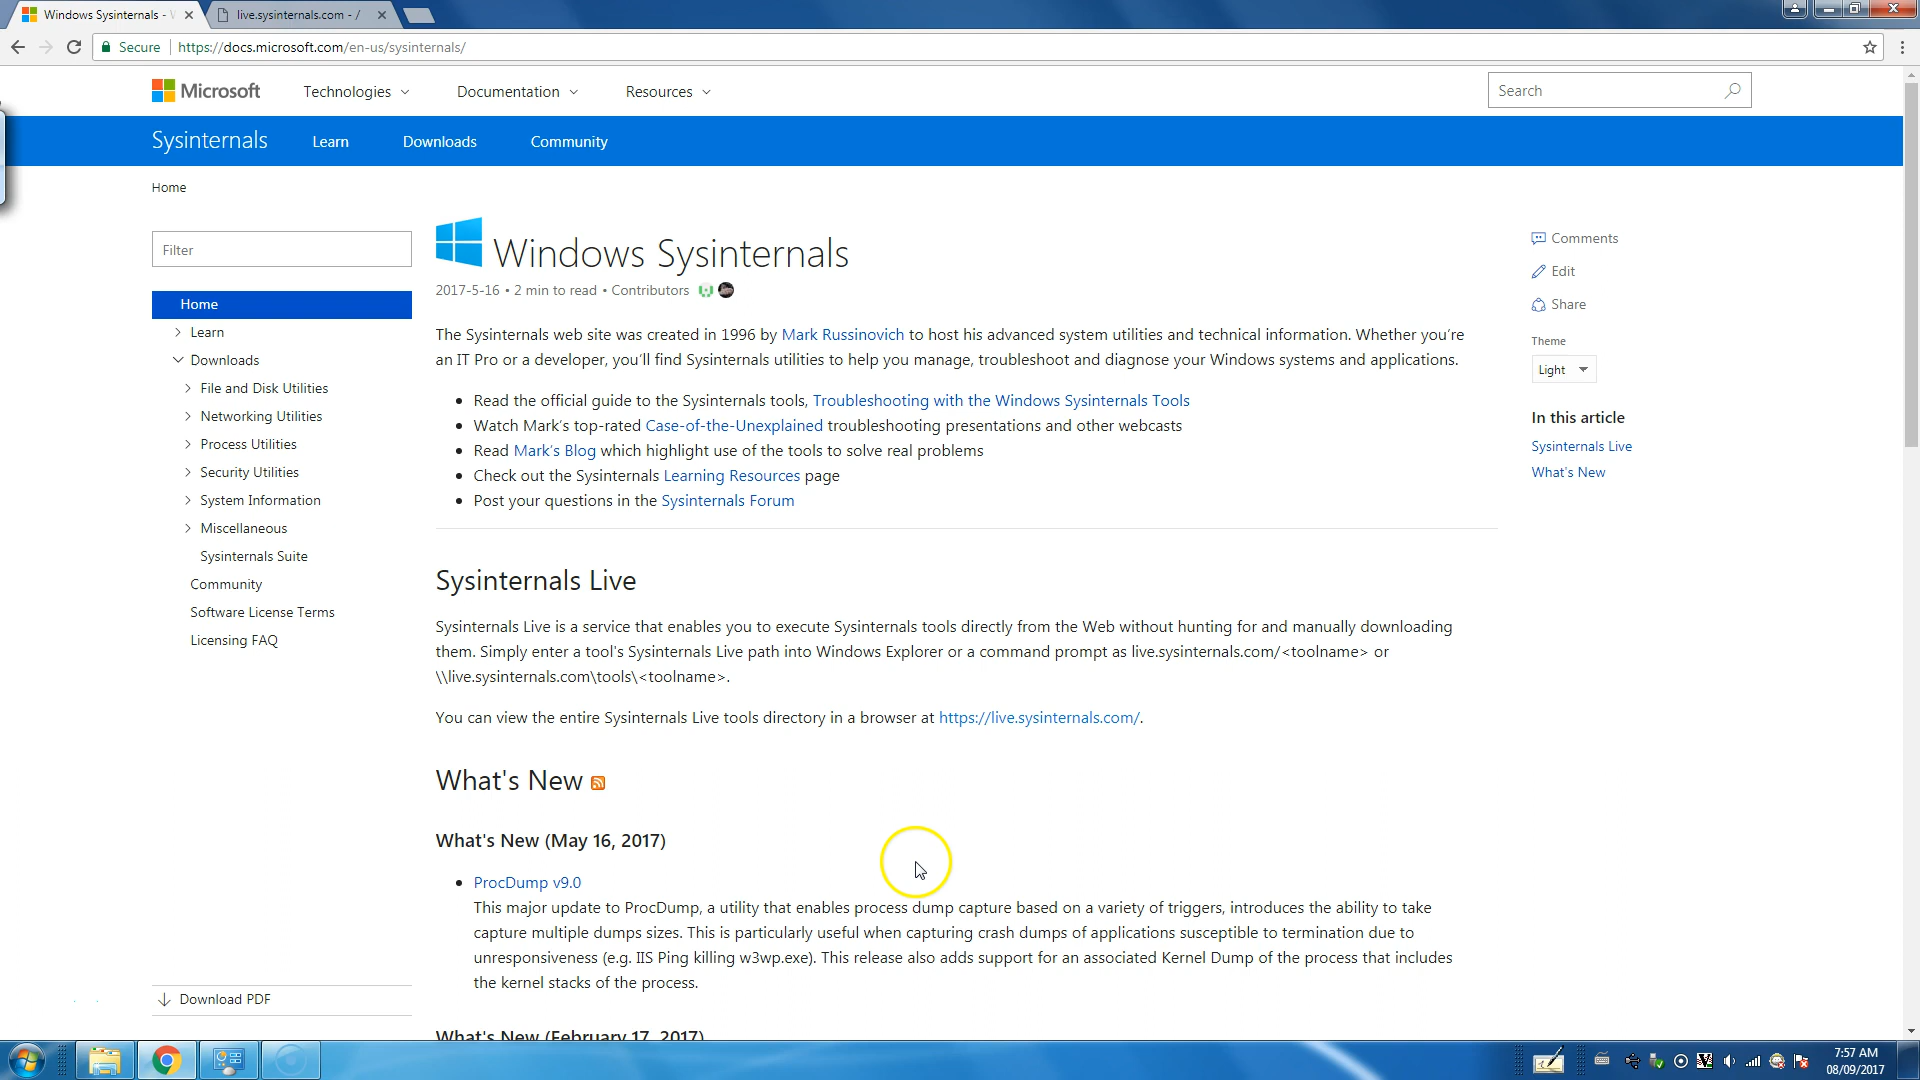 Windows Sysinternals - W
live.sysinternals.com - /
Secure
https://docs.microsoft.com/en-us/sysinternals/
Microsoft
Technologies
Documentation
Resources
Search
Sysinternals
Learn
Downloads
Community
Home
Filter
Home
Learn
Downloads
File and Disk Utilities
Networking Utilities
Process Utilities
Security Utilities
System Information
Miscellaneous
Sysinternals Suite
Community
Software License Terms
Licensing FAQ
Download PDF
Windows Sysinternals
2017-5-16 • 2 min to read • Contributors
The Sysinternals web site was created in 1996 by Mark Russinovich to host his advanced system utilities and technical information. Whether you're
an IT Pro or a developer, you'll find Sysinternals utilities to help you manage, troubleshoot and diagnose your Windows systems and applications.
• Read the official guide to the Sysinternals tools, Troubleshooting with the Windows Sysinternals Tools
• Watch Mark's top-rated Case-of-the-Unexplained troubleshooting presentations and other webcasts
• Read Mark's Blog which highlight use of the tools to solve real problems
• Check out the Sysinternals Learning Resources page
• Post your questions in the Sysinternals Forum
Sysinternals Live
Sysinternals Live is a service that enables you to execute Sysinternals tools directly from the Web without hunting for and manually downloading
them. Simply enter a tool's Sysinternals Live path into Windows Explorer or a command prompt as live.sysinternals.com/<toolname> or
\\live.sysinternals.com\tools\<toolname>.
You can view the entire Sysinternals Live tools directory in a browser at https://live.sysinternals.com/.
What's New
What's New (May 16, 2017)
• ProcDump v9.0
This major update to ProcDump, a utility that enables process dump capture based on a variety of triggers, introduces the ability to take
capture multiple dumps sizes. This is particularly useful when capturing crash dumps of applications susceptible to termination due to
unresponsiveness (e.g. IIS Ping killing w3wp.exe). This release also adds support for an associated Kernel Dump of the process that includes
the kernel stacks of the process.
What's New (February 17, 2017)
Comments
Edit
Share
Theme
Light
In this article
Sysinternals Live
What's New
7:57 AM
08/09/2017